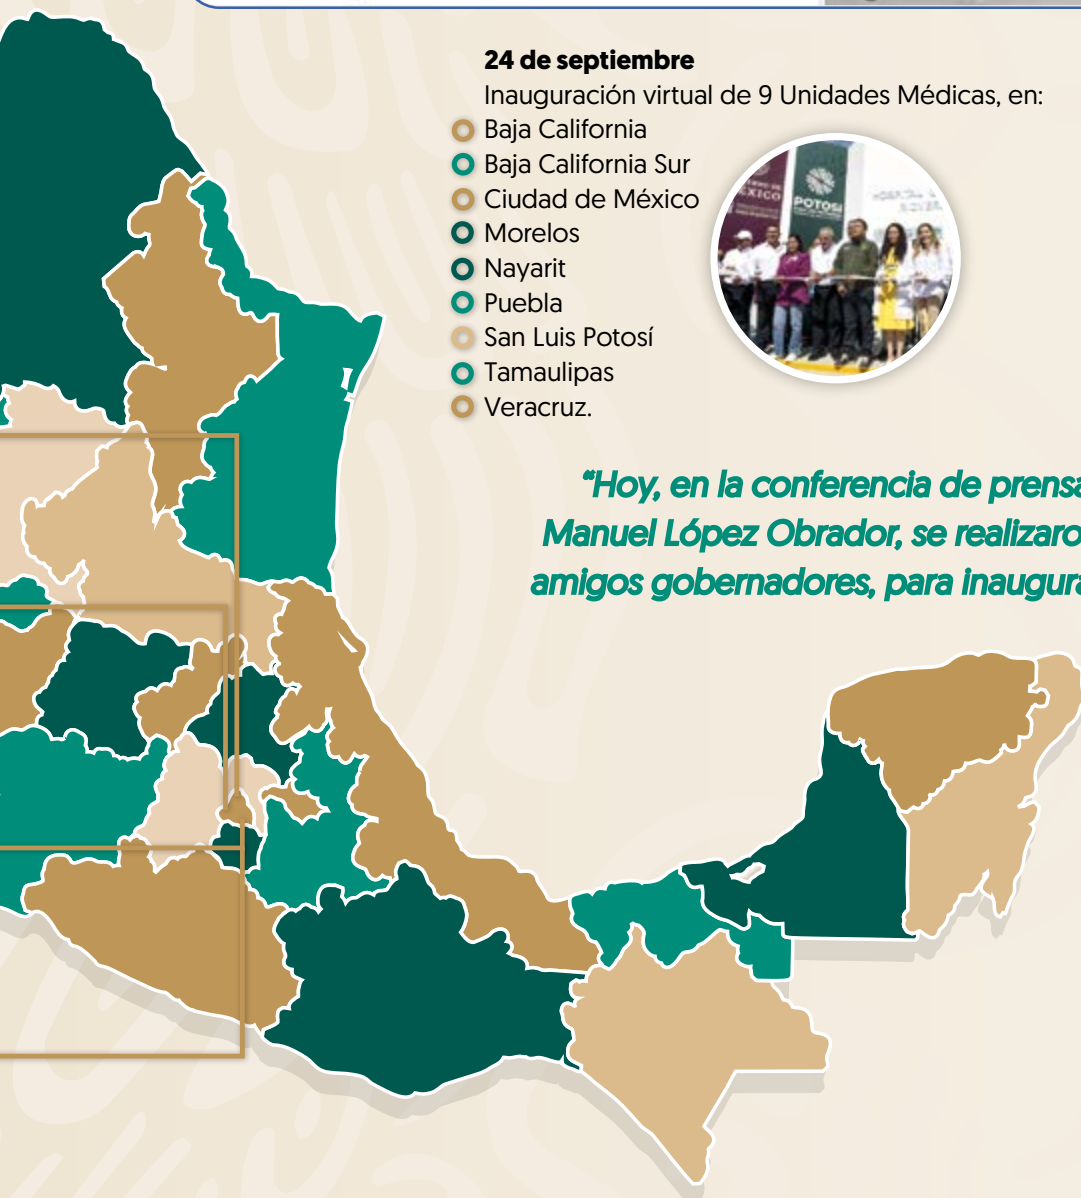 24 de septiembre
Inauguración virtual de 9 Unidades Médicas, en:
Baja California
Baja California Sur
Ciudad de México
Morelos
Nayarit
Puebla
San Luis Potosí
Tamaulipas
Veracruz.
POTOSÍ
“Hoy, en la conferencia de prensa
Manuel López Obrador, se realizaro
amigos gobernadores, para inaugura